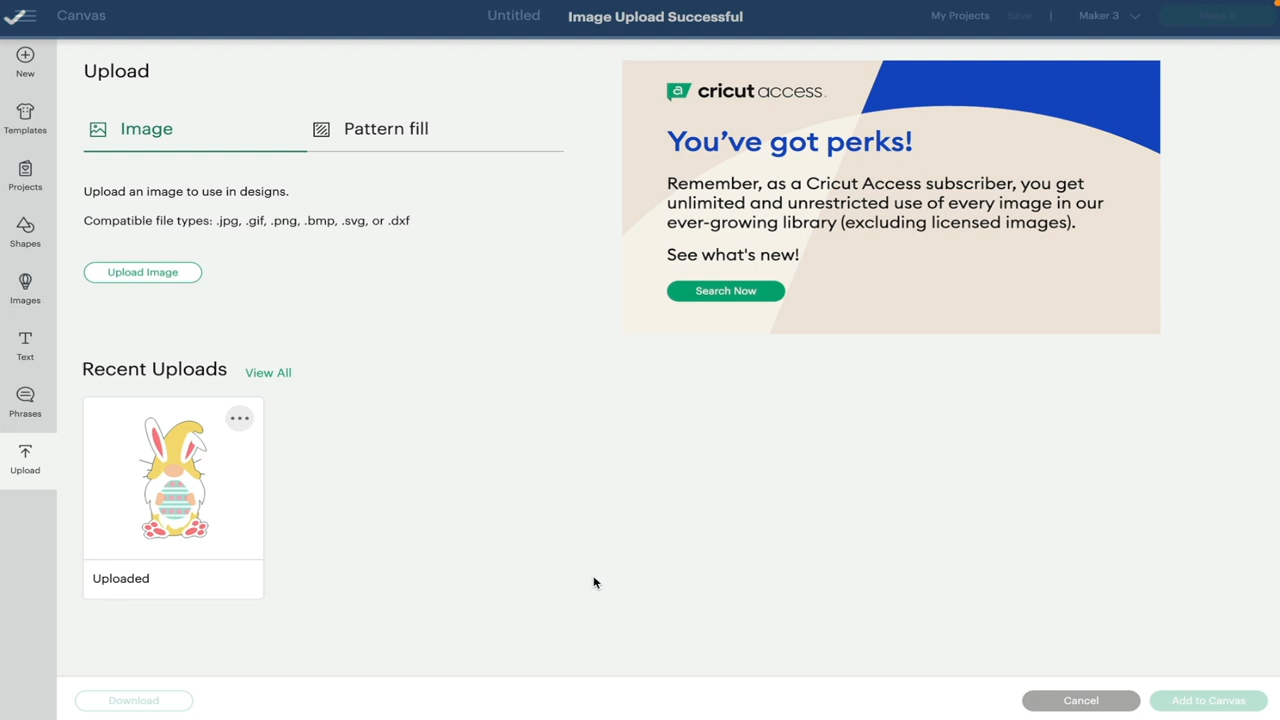 Canvas
Untitled
Image Upload Successful
My Projects
Save
|
Maker 3
Make It
New
Templates
Projects
Shapes
Images
Text
Phrases
Upload
Upload
Image
Pattern fill
Upload an image to use in designs.
Compatible file types: .jpg, .gif, .png, .bmp, .svg, or .dxf
Upload Image
a cricut access™
You've got perks!
Remember, as a Cricut Access subscriber, you get
unlimited and unrestricted use of every image in our
ever-growing library (excluding licensed images).
See what's new!
Search Now
Recent Uploads
View All
Uploaded
Download
Cancel
Add to Canvas